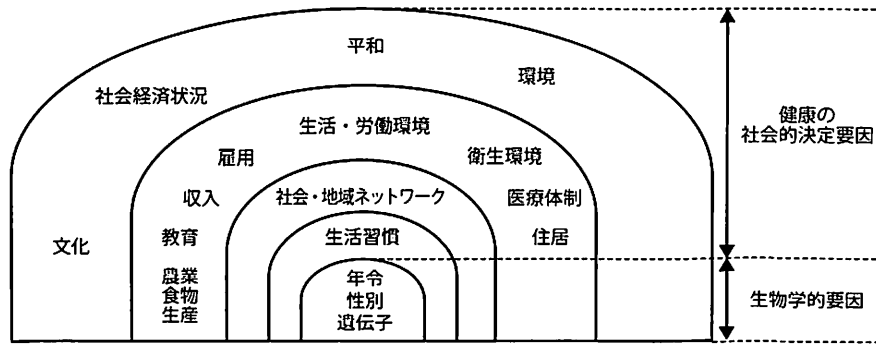 平和
環境
社会経済状況
健康の
社会的決定要因
生活・労働環境
雇用
衛生環境
収入
社会・地域ネットワーク
医療体制
文化
教育
生活習慣
住居
農業
食物
生産
年令
性別
遺伝子
生物学的要因